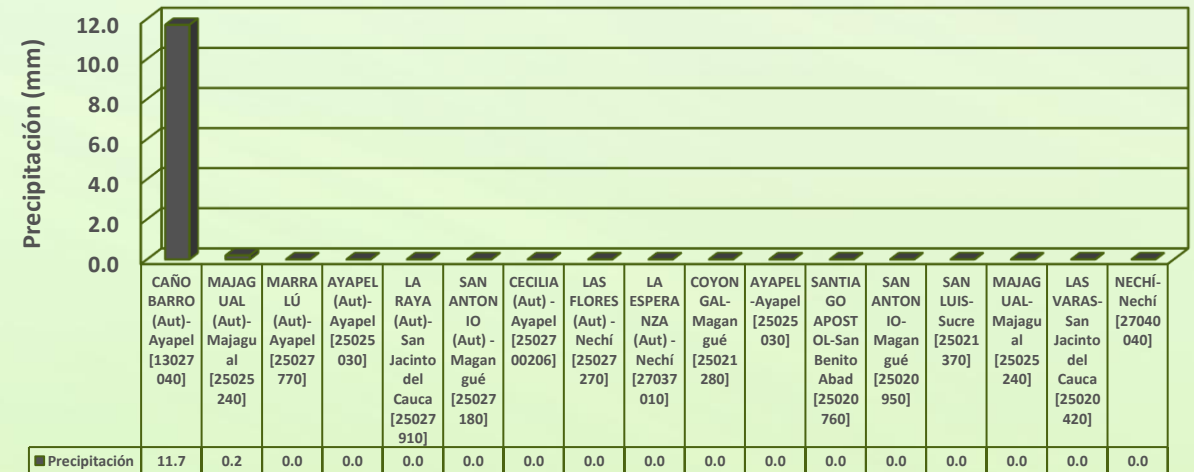 Precipitación (mm)
12.0
10.0
8.0
6.0
4.0
2.0
0.0
CAÑO
BARRO
(Aut)-
Ayapel
[13027
040]
MAJAG
UAL
(Aut)-
Majagu
al
[25025
240]
MARRA
LÚ
(Aut)-
Ayapel
[25027
770]
AYAPEL
(Aut)-
Ayapel
[25025
030]
LA
RAYA
(Aut)-
San
Jacinto
del
Cauca
[25027
910]
SAN
ANTON
IO
(Aut) -
Magan
gué
[25027
180]
CECILIA
(Aut) -
Ayapel
[25027
00206]
LAS
FLORES
(Aut) -
Nechí
[25027
270]
LA
ESPERA
NZA
(Aut) -
Nechí
[27037
010]
COYON
GAL-
Magan
gué
[25021
280]
AYAPEL
-Ayapel
[25025
030]
SANTIA
GO
APOST
OL-San
Benito
Abad
[25020
760]
SAN
ANTON
IO-
Magan
gué
[25020
950]
SAN
LUIS-
Sucre
[25021
370]
MAJAG
UAL-
Majagu
al
[25025
240]
LAS
VARAS-
San
Jacinto
del
Cauca
[25020
420]
NECHÍ-
Nechí
[27040
040]
Precipitación 11.7 0.2 0.0 0.0 0.0 0.0 0.0 0.0 0.0 0.0 0.0 0.0 0.0 0.0 0.0 0.0 0.0